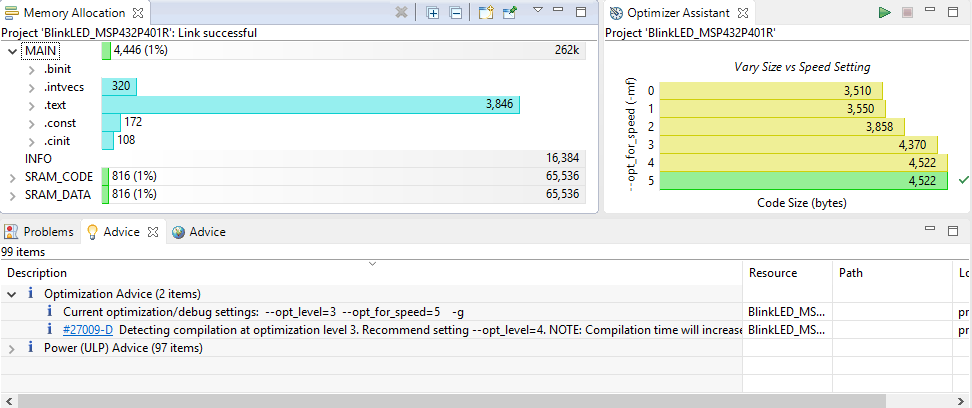 Memory Allocation
Project 'BlinkLED_MSP432P401R': Link successful
MAIN 4,446 (1%) 262k
.binit
.intvecs 320
.text 3,846
.const 172
.cinit 108
INFO 16,384
SRAM_CODE 816 (1%) 65,536
SRAM_DATA 816 (1%) 65,536
Optimizer Assistant
Project 'BlinkLED_MSP432P401R'
Vary Size vs Speed Setting
--opt_for_speed (-mf)
0 3,510
1 3,550
2 3,858
3 4,370
4 4,522
5 4,522
Code Size (bytes)
Problems Advice Advice
99 items
Description Resource Path Lo
Optimization Advice (2 items)
Current optimization/debug settings: --opt_level=3 --opt_for_speed=5 -g BlinkLED_MS... pr
#27009-D Detecting compilation at optimization level 3. Recommend setting --opt_level=4. NOTE: Compilation time will increase BlinkLED_MS... pr
Power (ULP) Advice (97 items)